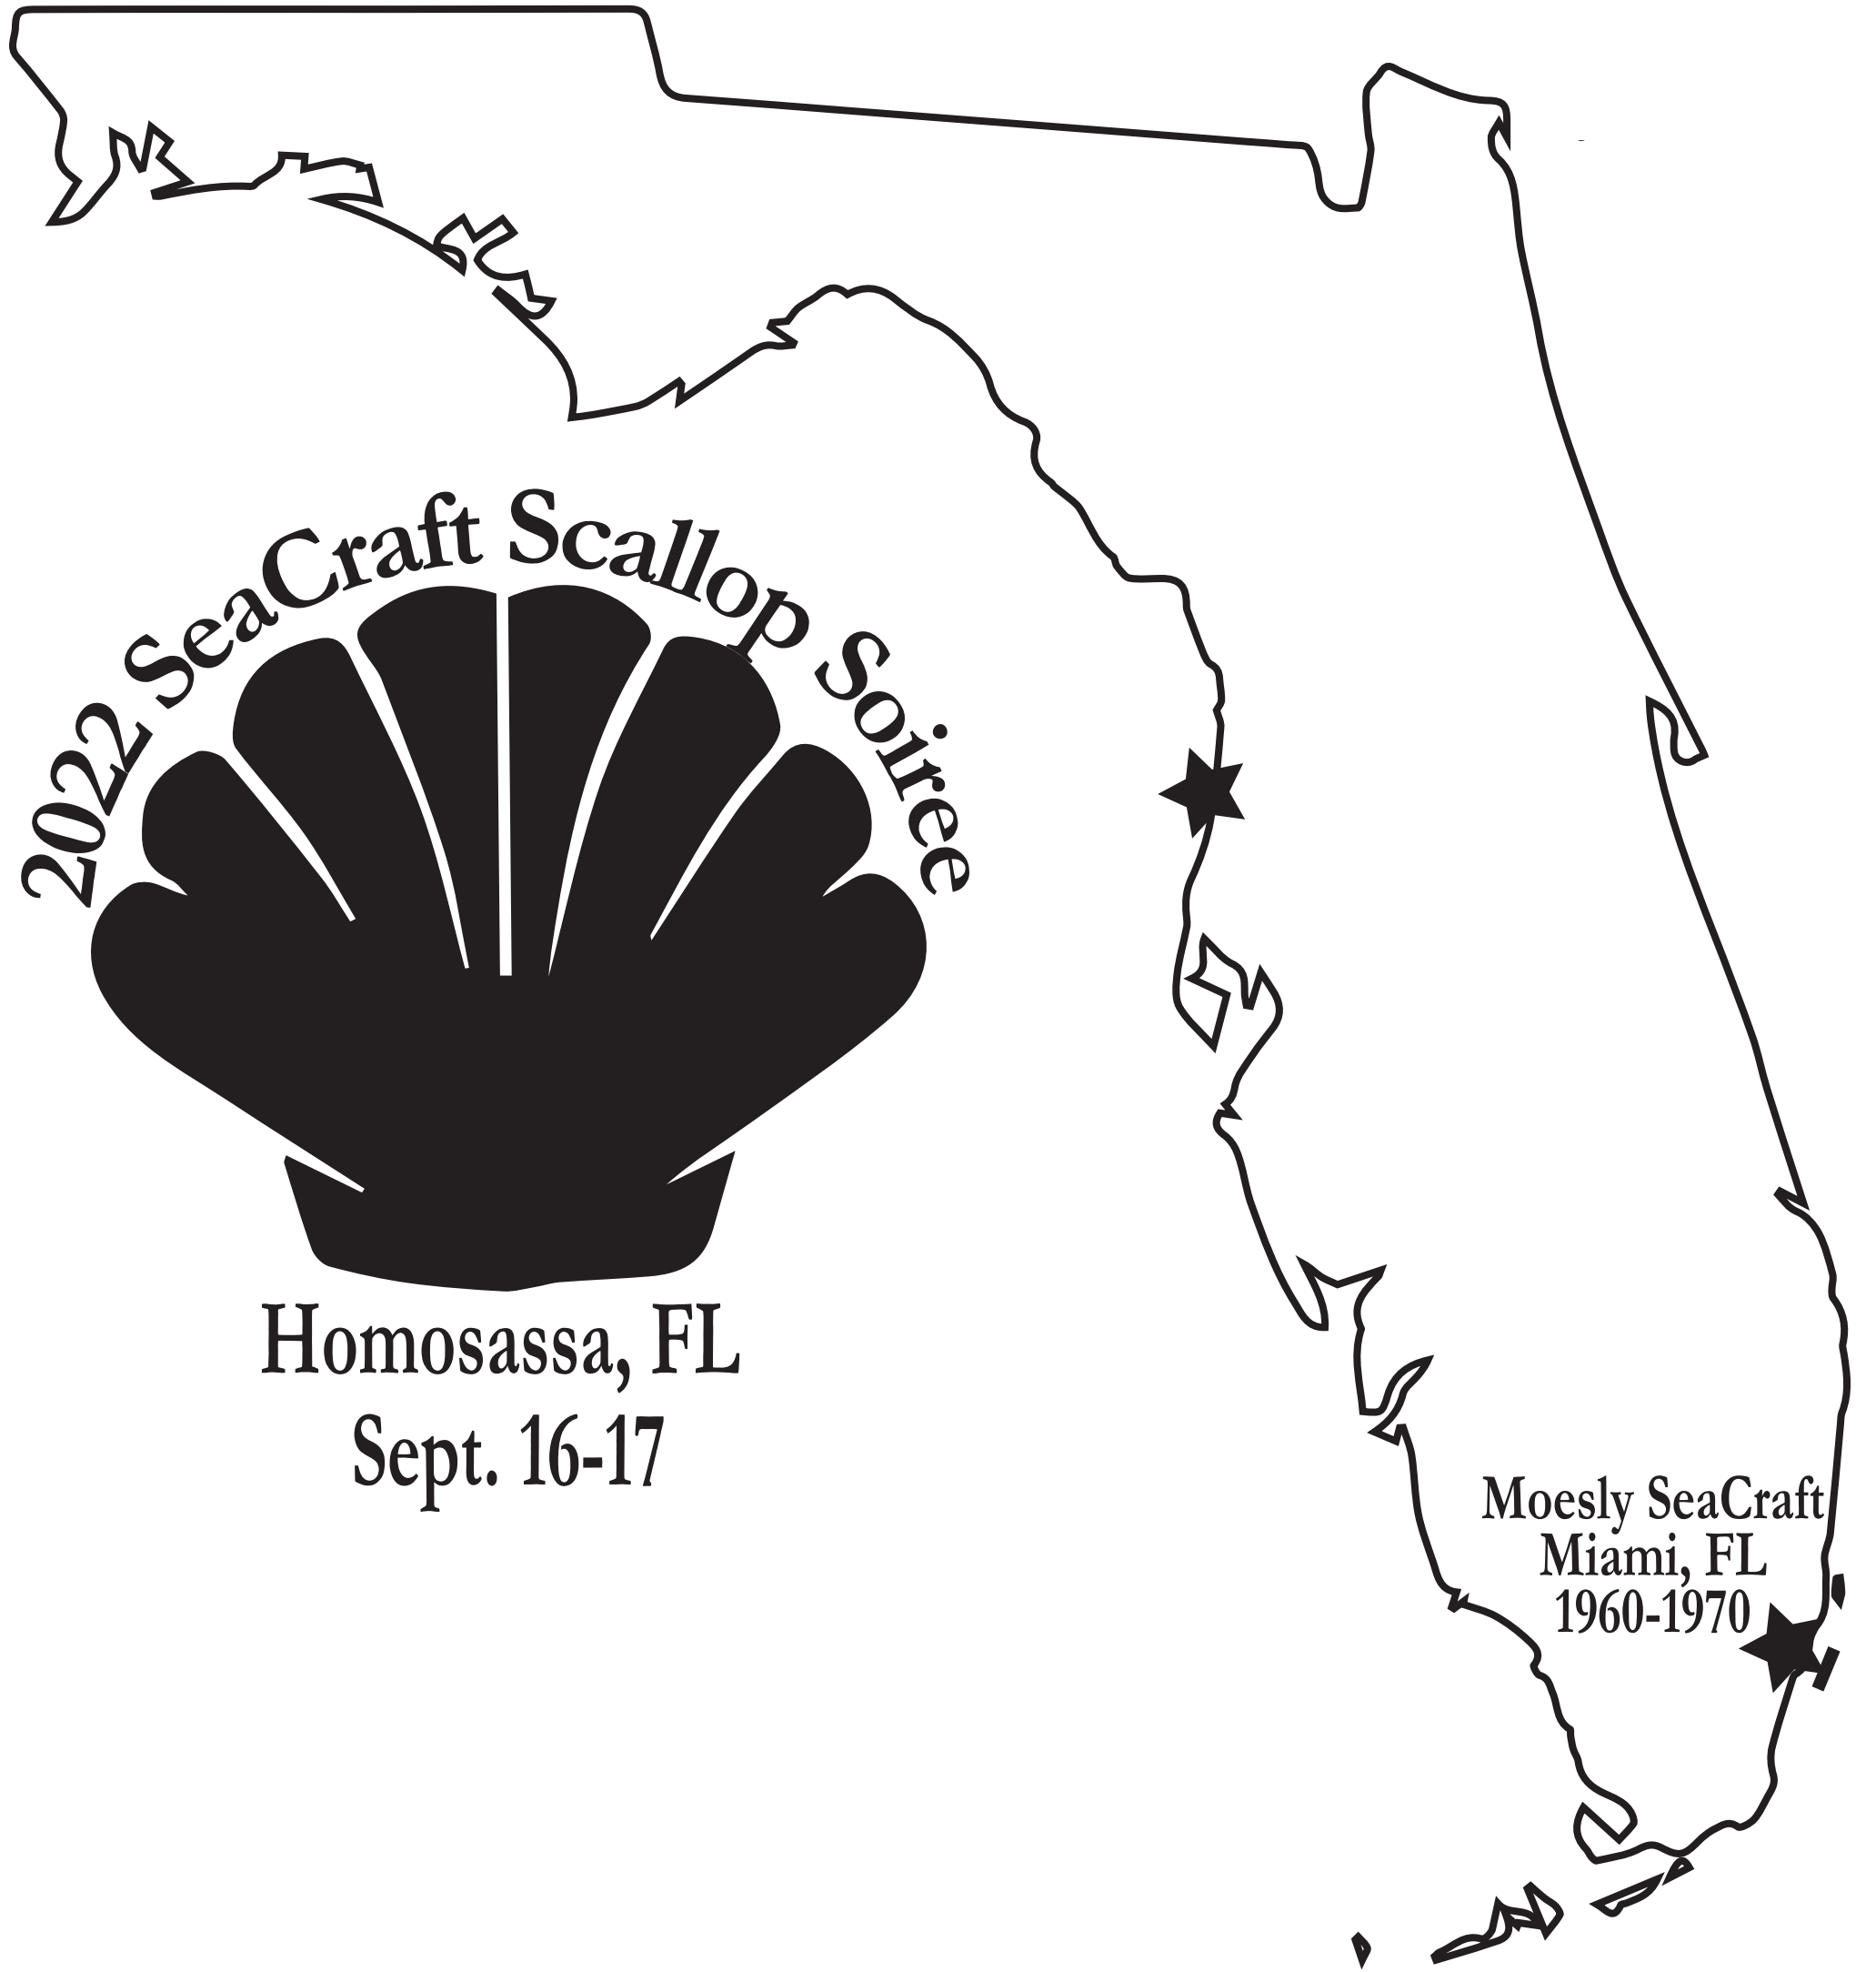 2022 SeaCraft Scallop Soiree
Homosassa, FL
Sept. 16-17
Moesly SeaCraft
Miami, FL
1960-1970